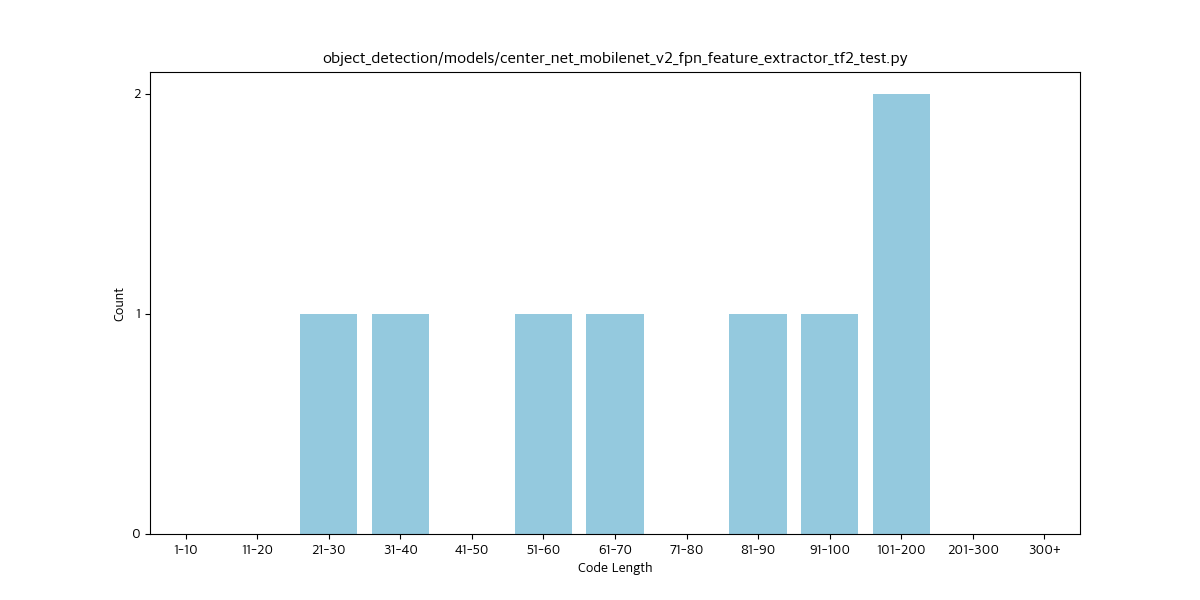 object_detection/models/center_net_mobilenet_v2_fpn_feature_extractor_tf2_test.py
2
1
0
Count
1-10 11-20 21-30 31-40 41-50 51-60 61-70 71-80 81-90 91-100 101-200 201-300 300+
Code Length